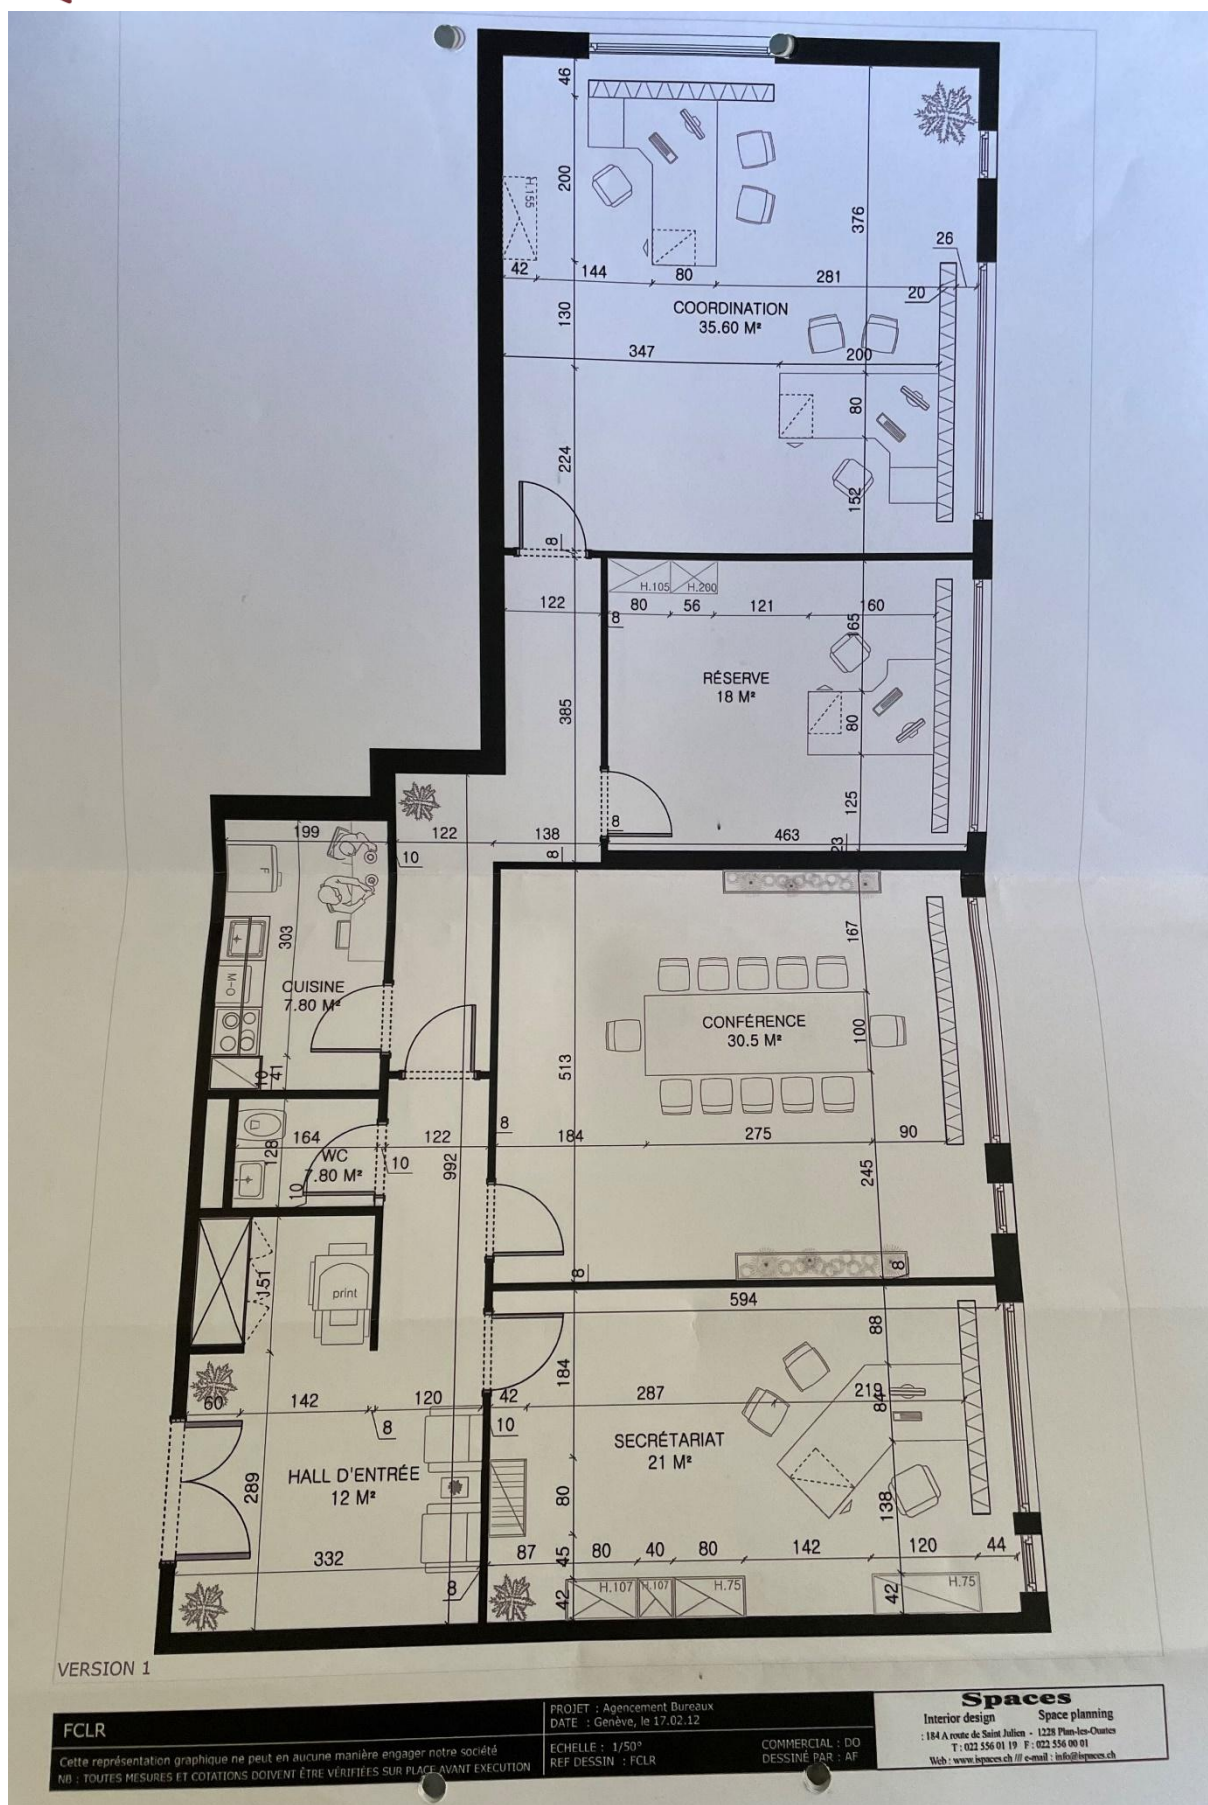 46
200
H.155
376
26
42
144
80
281
20
130
COORDINATION
35.60 M²
347
200
80
224
152
8
H.105
H.200
122
80
56
121
160
8
165
RÉSERVE
18 M²
385
80
125
8
199
122
138
463
23
10
8
F
303
167
M-O
CUISINE
7.80 M²
CONFÉRENCE
30.5 M²
100
513
10
41
8
164
122
184
275
90
128
WC
7.80 M²
10
992
245
10
8
8
151
print
594
88
184
60
142
120
42
287
219
84
8
10
SECRÉTARIAT
21 M²
HALL D'ENTRÉE
12 M²
289
80
138
332
87
45
80
40
80
142
120
44
8
42
H.107
H.107
H.75
42
H.75
VERSION 1
FCLR
Cette représentation graphique ne peut en aucune manière engager notre société
NB : TOUTES MESURES ET COTATIONS DOIVENT ÊTRE VÉRIFIÉES SUR PLACE AVANT EXECUTION
PROJET : Agencement Bureaux
DATE : Genève, le 17.02.12
ECHELLE : 1/50°
REF DESSIN : FCLR
COMMERCIAL : DO
DESSINÉ PAR : AF
Spaces
Interior design Space planning
: 184 A route de Saint Julien - 1228 Plan-les-Ouates
T : 022 556 01 19 F : 022 556 00 01
Web : www.ispaces.ch /// e-mail : info@ispaces.ch